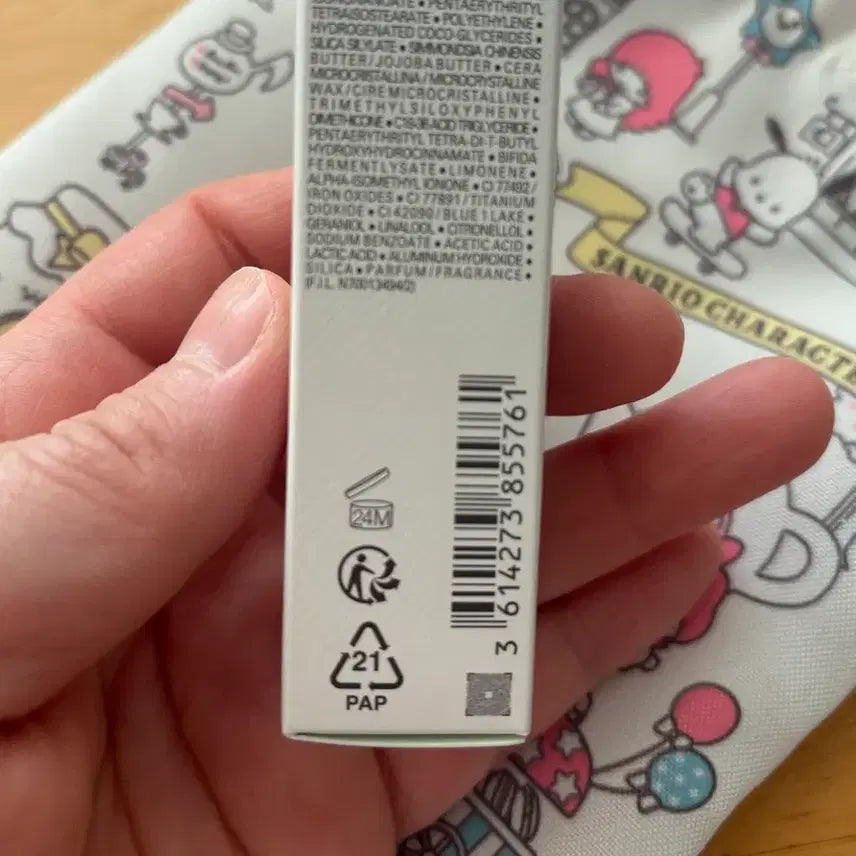 PENTAERYTHRITYL
TETRAISOSTEARATE • POLYETHYLENE •
HYDROGENATED COCO-GLYCERIDES •
SILICA SILYLATE • SIMMONDSIA CHINENSIS
BUTTER / JOJOBA BUTTER • CERA
MICROCRISTALLINA / MICROCRYSTALLINE
WAX / CIRE MICROCRISTALLINE •
TRIMETHYLSILOXYPHENYL
DIMETHICONE • C18-36 ACID TRIGLYCERIDE •
PENTAERYTHRITYL TETRA-DI-T-BUTYL
HYDROXYHYDROCINNAMATE • BIFIDA
FERMENT LYSATE • LIMONENE •
ALPHA-ISOMETHYL IONONE • CI 77492 /
IRON OXIDES • CI 77891 / TITANIUM
DIOXIDE • CI 42090 / BLUE 1 LAKE •
GERANIOL • LINALOOL • CITRONELLOL •
SODIUM BENZOATE • ACETIC ACID •
LACTIC ACID • ALUMINUM HYDROXIDE •
SILICA • PARFUM / FRAGRANCE •
(F.I.L. N70013494/2)
24M
21
PAP
3 614273 855761
SANRIO CHARACTE